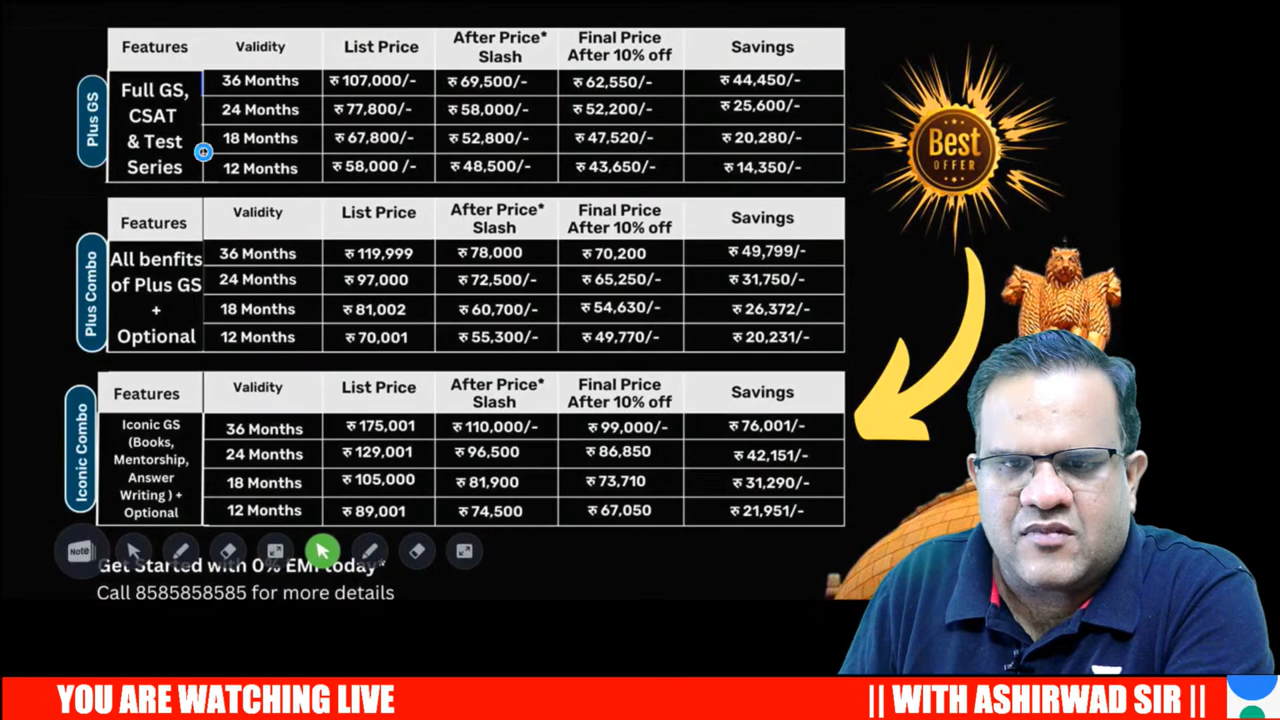 Features Validity List Price After Price* Slash Final Price After 10% off Savings
Plus GS
Full GS,
CSAT
& Test
Series
36 Months रु 107,000/- रु 69,500/- रु 62,550/- रु 44,450/-
24 Months रु 77,800/- रु 58,000/- रु 52,200/- रु 25,600/-
18 Months रु 67,800/- रु 52,800/- रु 47,520/- रु 20,280/-
12 Months रु 58,000 /- रु 48,500/- रु 43,650/- रु 14,350/-
Best
OFFER
Features Validity List Price After Price* Slash Final Price After 10% off Savings
Plus Combo
All benfits
of Plus GS
+
Optional
36 Months रु 119,999 रु 78,000 रु 70,200 रु 49,799/-
24 Months रु 97,000 रु 72,500/- रु 65,250/- रु 31,750/-
18 Months रु 81,002 रु 60,700/- रु 54,630/- रु 26,372/-
12 Months रु 70,001 रु 55,300/- रु 49,770/- रु 20,231/-
Features Validity List Price After Price* Slash Final Price After 10% off Savings
Iconic Combo
Iconic GS
(Books,
Mentorship,
Answer
Writing ) +
Optional
36 Months रु 175,001 रु 110,000/- रु 99,000/- रु 76,001/-
24 Months रु 129,001 रु 96,500 रु 86,850 रु 42,151/-
18 Months रु 105,000 रु 81,900 रु 73,710 रु 31,290/-
12 Months रु 89,001 रु 74,500 रु 67,050 रु 21,951/-
Note
Get Started with 0% EMI today*
Call 8585858585 for more details
YOU ARE WATCHING LIVE || WITH ASHIRWAD SIR ||